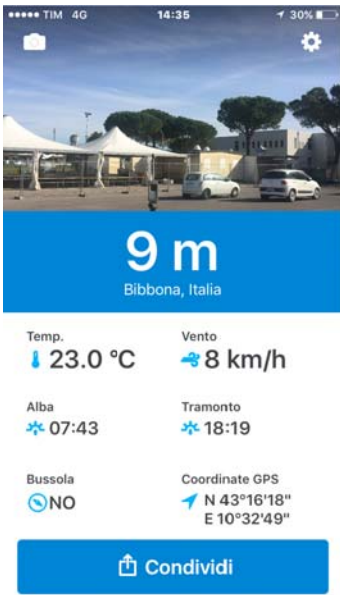 TIM 4G 14:35 30%
9 m
Bibbona, Italia
Temp. Vento
23.0 °C 8 km/h
Alba Tramonto
07:43 18:19
Bussola Coordinate GPS
NO N 43°16'18"
E 10°32'49"
Condividi